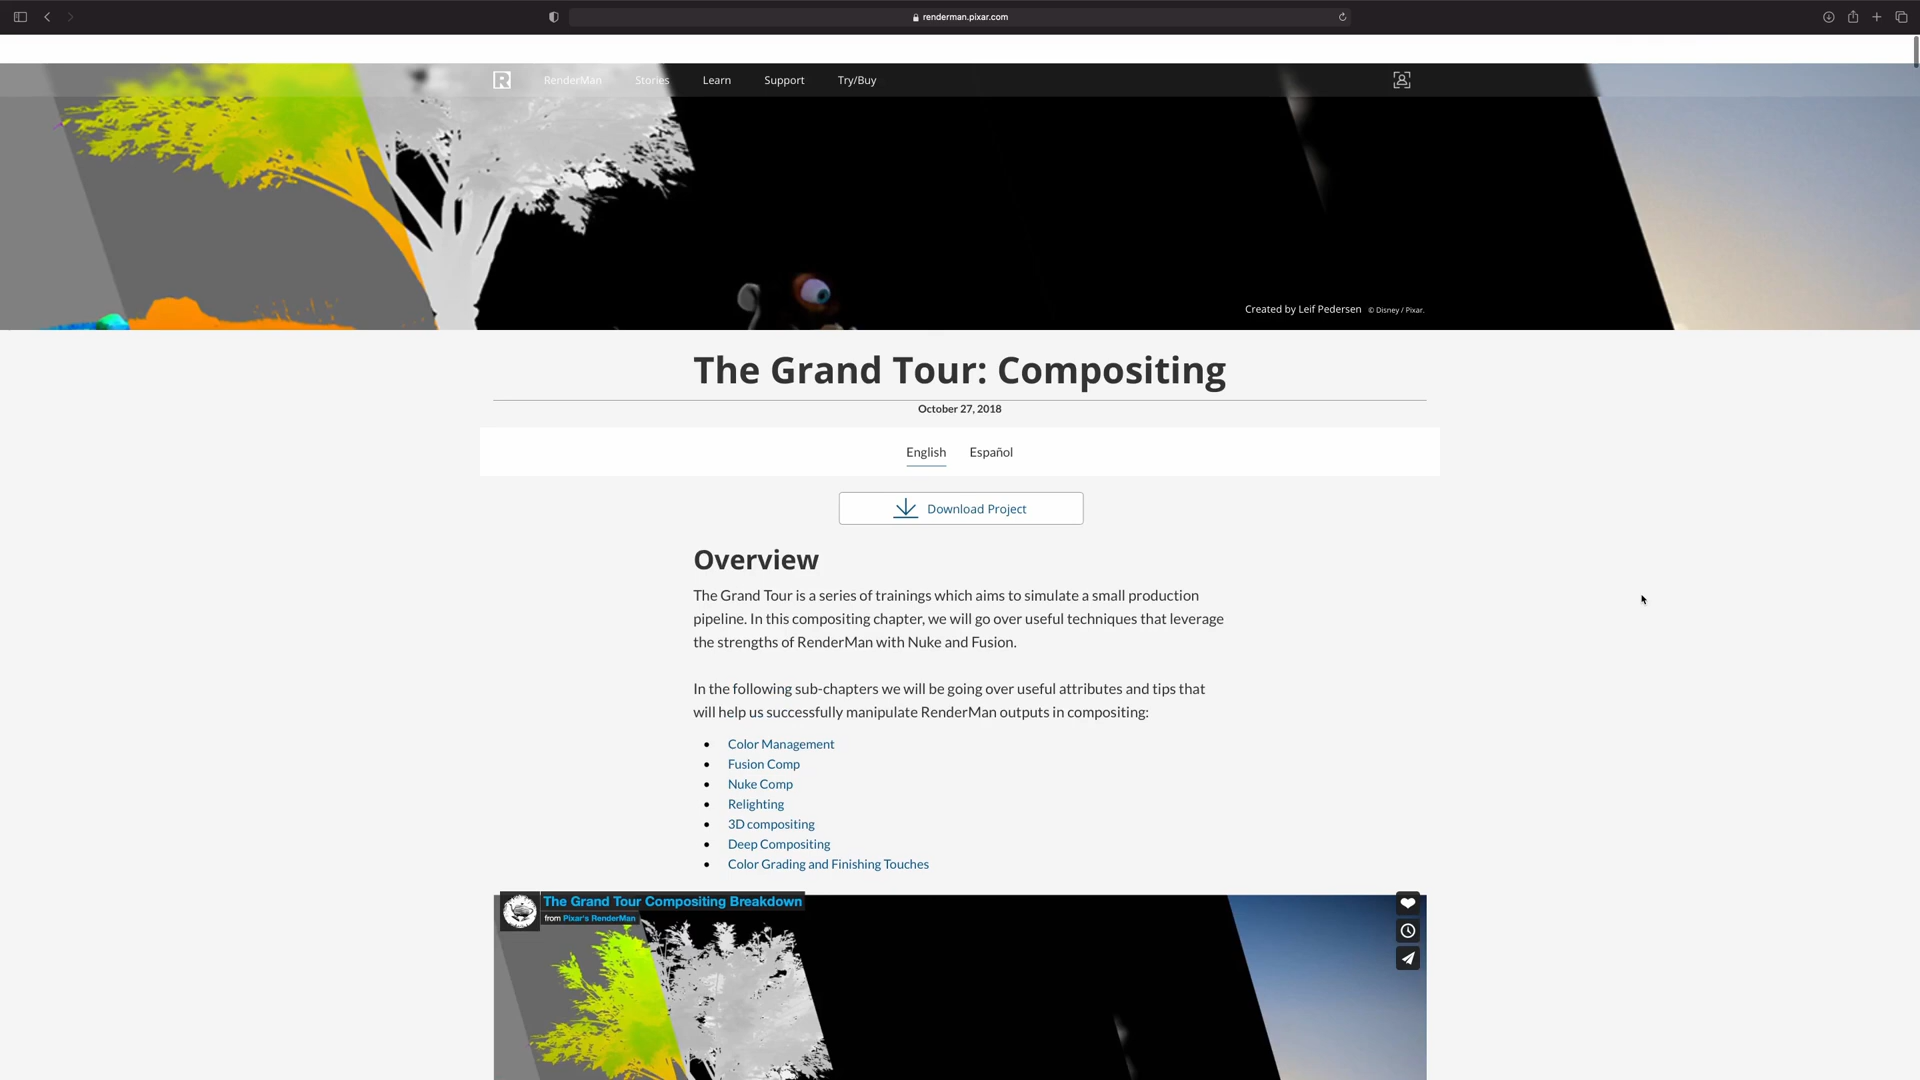 renderman.pixar.com
RenderMan Stories Learn Support Try/Buy
Created by Leif Pedersen © Disney / Pixar.
The Grand Tour: Compositing
October 27, 2018
English Español
Download Project
Overview
The Grand Tour is a series of trainings which aims to simulate a small production
pipeline. In this compositing chapter, we will go over useful techniques that leverage
the strengths of RenderMan with Nuke and Fusion.
In the following sub-chapters we will be going over useful attributes and tips that
will help us successfully manipulate RenderMan outputs in compositing:
• Color Management
• Fusion Comp
• Nuke Comp
• Relighting
• 3D compositing
• Deep Compositing
• Color Grading and Finishing Touches
The Grand Tour Compositing Breakdown
from Pixar's RenderMan